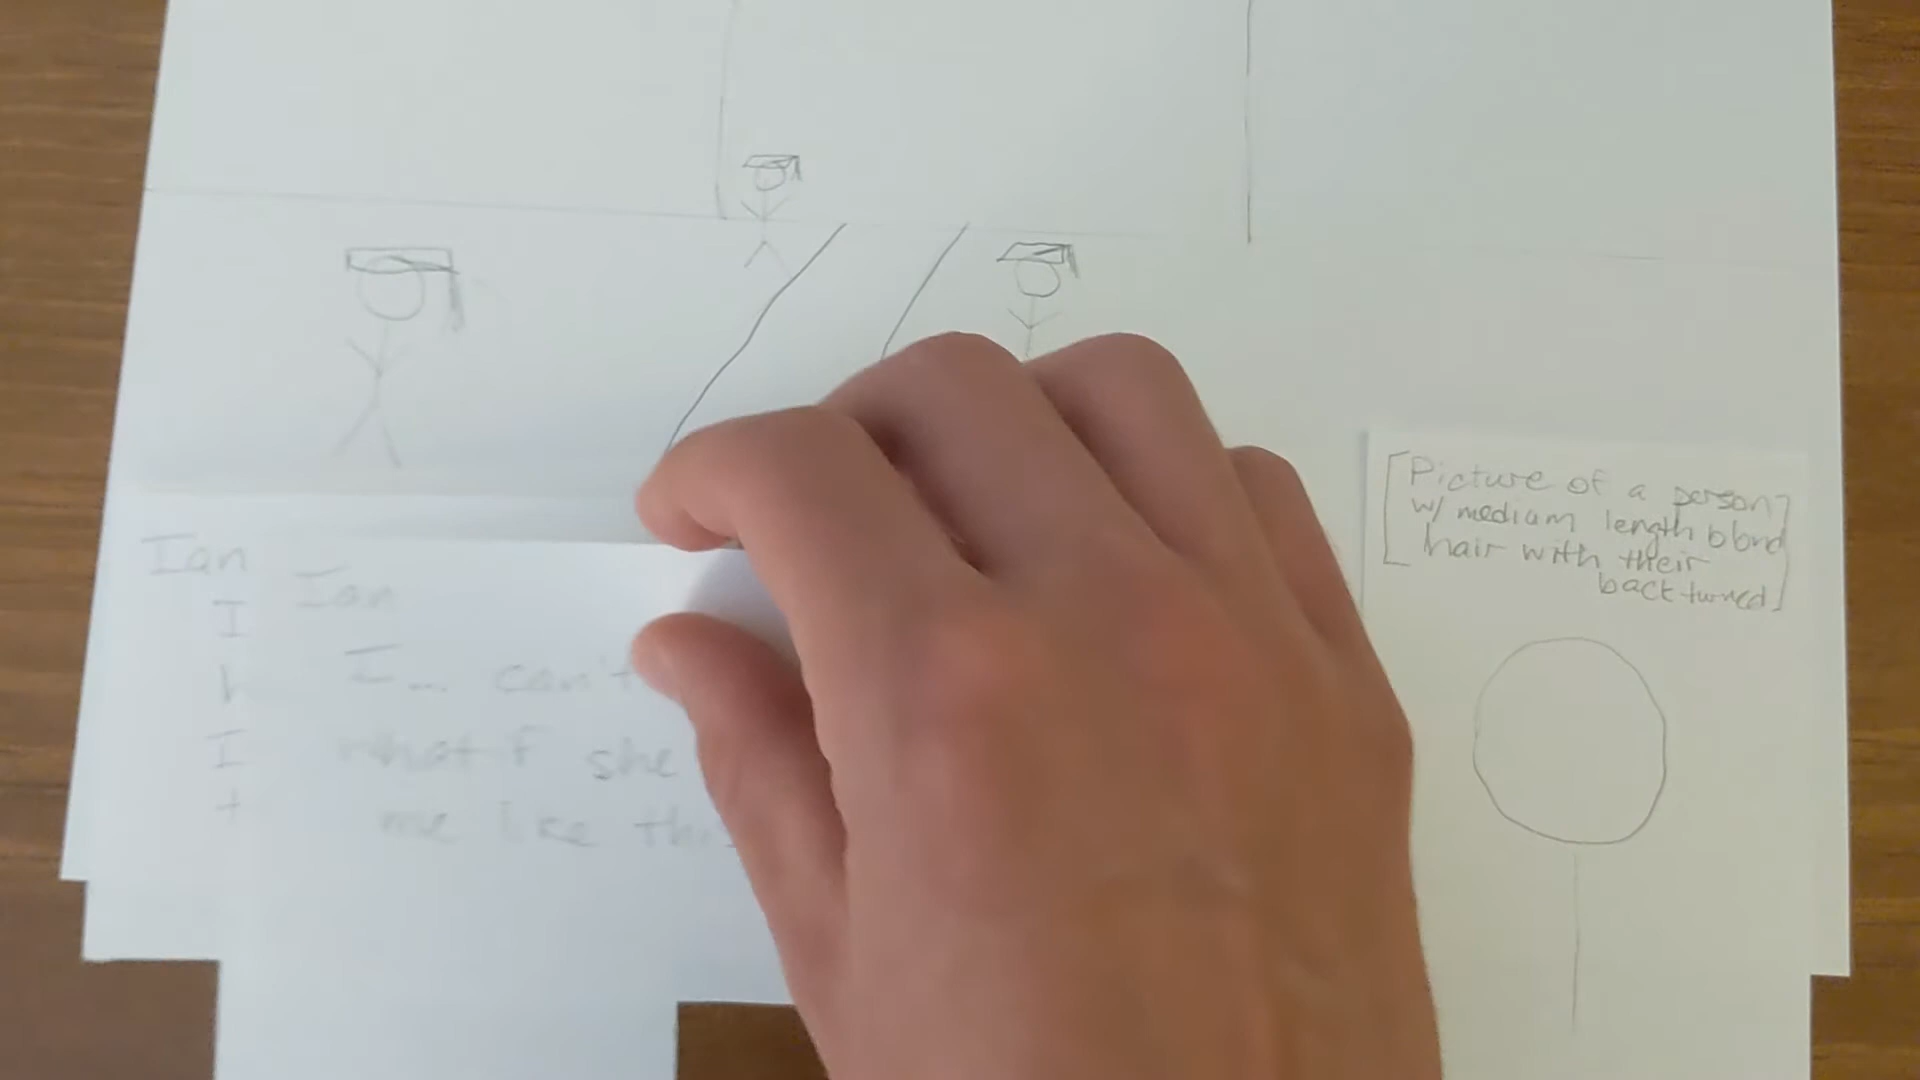 Ian
I
h
I
t
Ian
I... can't
what if she
me like this
[Picture of a person
w/ medium length blond
hair with their
back turned]